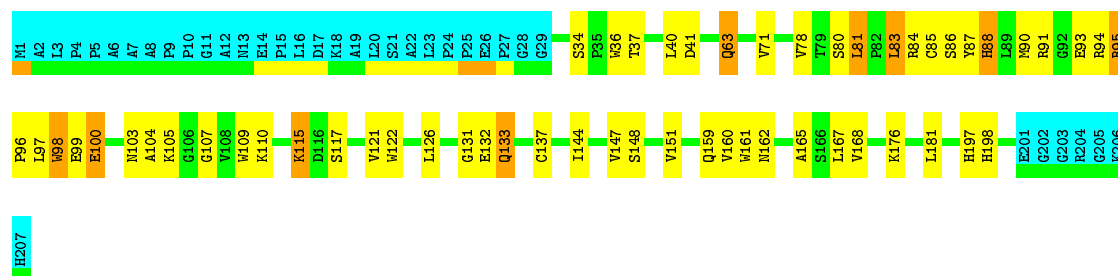 M1 A2 L3 P4 P5 A6 A7 A8 P9 P10 G11 A12 N13 E14 P15 L16 D17 K18 A19 L20 S21 A22 L23 P24 P25 E26 P27 G28 G29 S34 P35 W36 T37 L40 D41 Q63 V71 V78 T79 S80 L81 P82 L83 R84 C85 S86 Y87 H88 L89 M90 R91 G92 E93 R94
P96 L97 W98 E99 E100 N103 A104 K105 G106 G107 V108 W109 K110 K115 D116 S117 V121 W122 L126 G131 E132 Q133 C137 I144 V147 S148 V151 Q159 V160 W161 N162 A165 S166 L167 V168 K176 L181 H197 H198 E201 G202 G203 R204 G205
H207